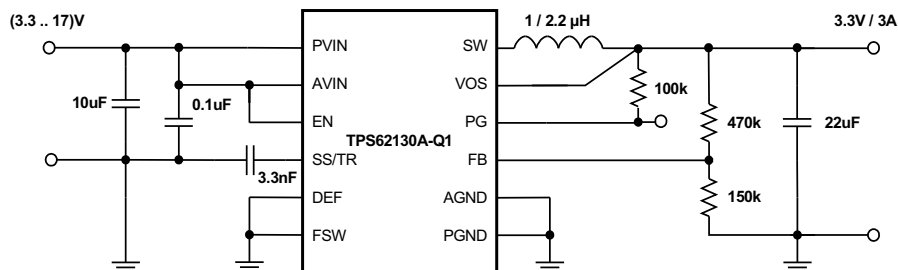 (3.3 .. 17)V
1 / 2.2 µH
3.3V / 3A
PVIN
SW
AVIN
VOS
10uF
0.1uF
100k
EN
PG
470k
22uF
TPS62130A-Q1
SS/TR
FB
3.3nF
DEF
AGND
150k
FSW
PGND